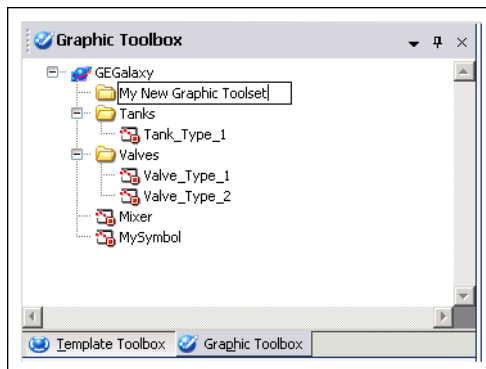 Graphic Toolbox
GEGalaxy
My New Graphic Toolset
Tanks
Tank_Type_1
Valves
Valve_Type_1
Valve_Type_2
Mixer
MySymbol
Template Toolbox Graphic Toolbox